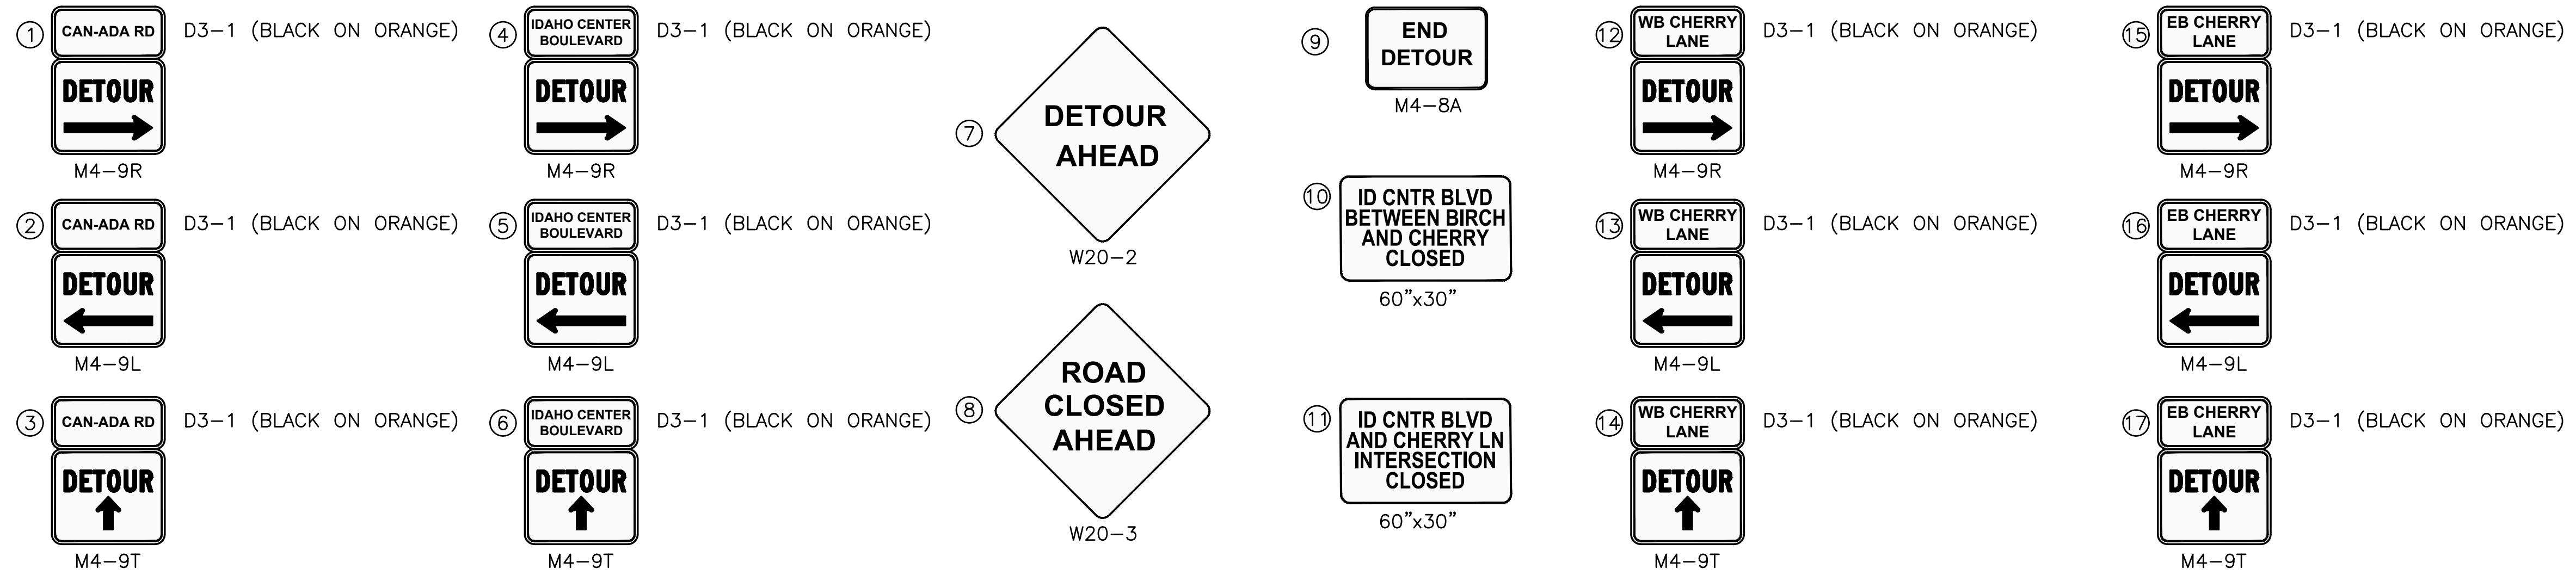 1
CAN-ADA RD
D3-1 (BLACK ON ORANGE)
DETOUR
M4-9R
2
CAN-ADA RD
D3-1 (BLACK ON ORANGE)
DETOUR
M4-9L
3
CAN-ADA RD
D3-1 (BLACK ON ORANGE)
DETOUR
M4-9T
4
IDAHO CENTER
BOULEVARD
D3-1 (BLACK ON ORANGE)
DETOUR
M4-9R
5
IDAHO CENTER
BOULEVARD
D3-1 (BLACK ON ORANGE)
DETOUR
M4-9L
6
IDAHO CENTER
BOULEVARD
D3-1 (BLACK ON ORANGE)
DETOUR
M4-9T
7
DETOUR
AHEAD
W20-2
8
ROAD
CLOSED
AHEAD
W20-3
9
END
DETOUR
M4-8A
10
ID CNTR BLVD
BETWEEN BIRCH
AND CHERRY
CLOSED
60"x30"
11
ID CNTR BLVD
AND CHERRY LN
INTERSECTION
CLOSED
60"x30"
12
WB CHERRY
LANE
D3-1 (BLACK ON ORANGE)
DETOUR
M4-9R
13
WB CHERRY
LANE
D3-1 (BLACK ON ORANGE)
DETOUR
M4-9L
14
WB CHERRY
LANE
D3-1 (BLACK ON ORANGE)
DETOUR
M4-9T
15
EB CHERRY
LANE
D3-1 (BLACK ON ORANGE)
DETOUR
M4-9R
16
EB CHERRY
LANE
D3-1 (BLACK ON ORANGE)
DETOUR
M4-9L
17
EB CHERRY
LANE
D3-1 (BLACK ON ORANGE)
DETOUR
M4-9T